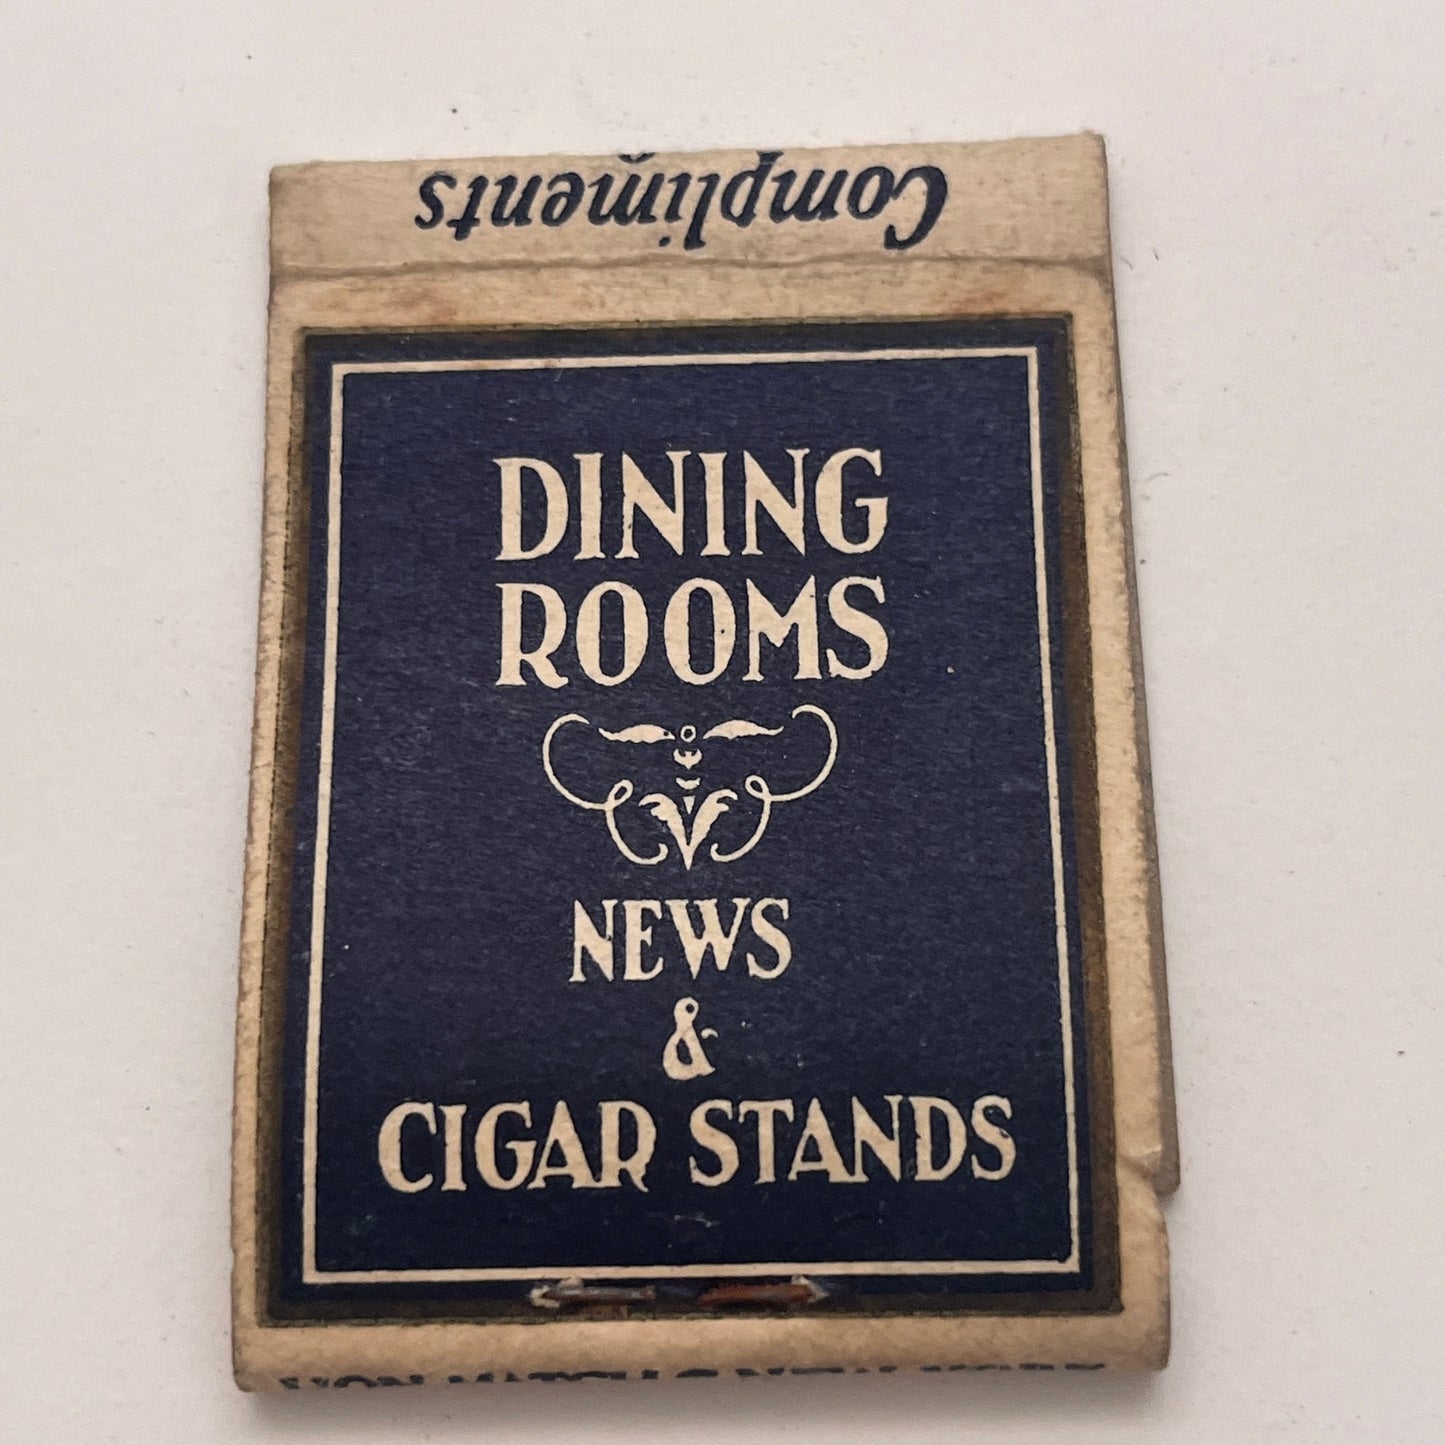 Compliments
DINING
ROOMS
NEWS
&
CIGAR STANDS